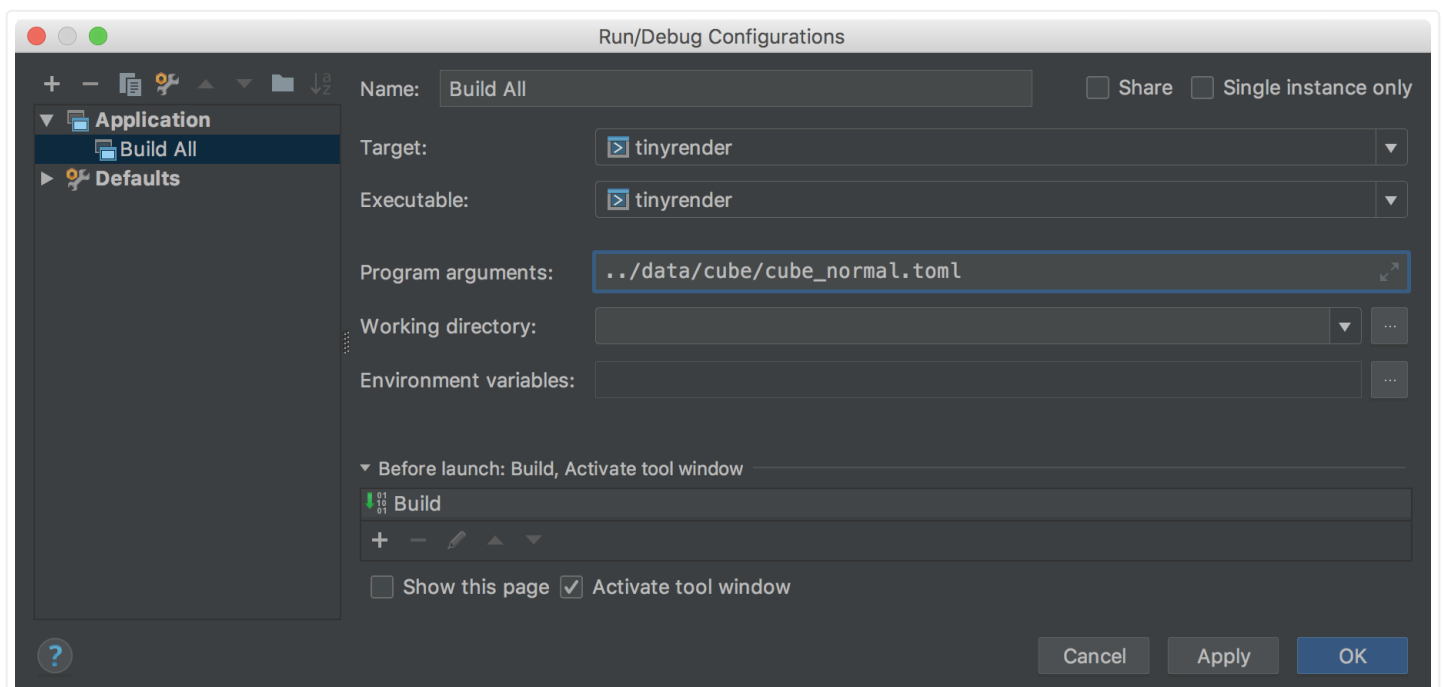 Run/Debug Configurations
Name: Build All Share Single instance only
Application
Build All
Defaults
Target: tinyrender
Executable: tinyrender
Program arguments: ../data/cube/cube_normal.toml
Working directory:
Environment variables:
Before launch: Build, Activate tool window
Build
Show this page Activate tool window
? Cancel Apply OK